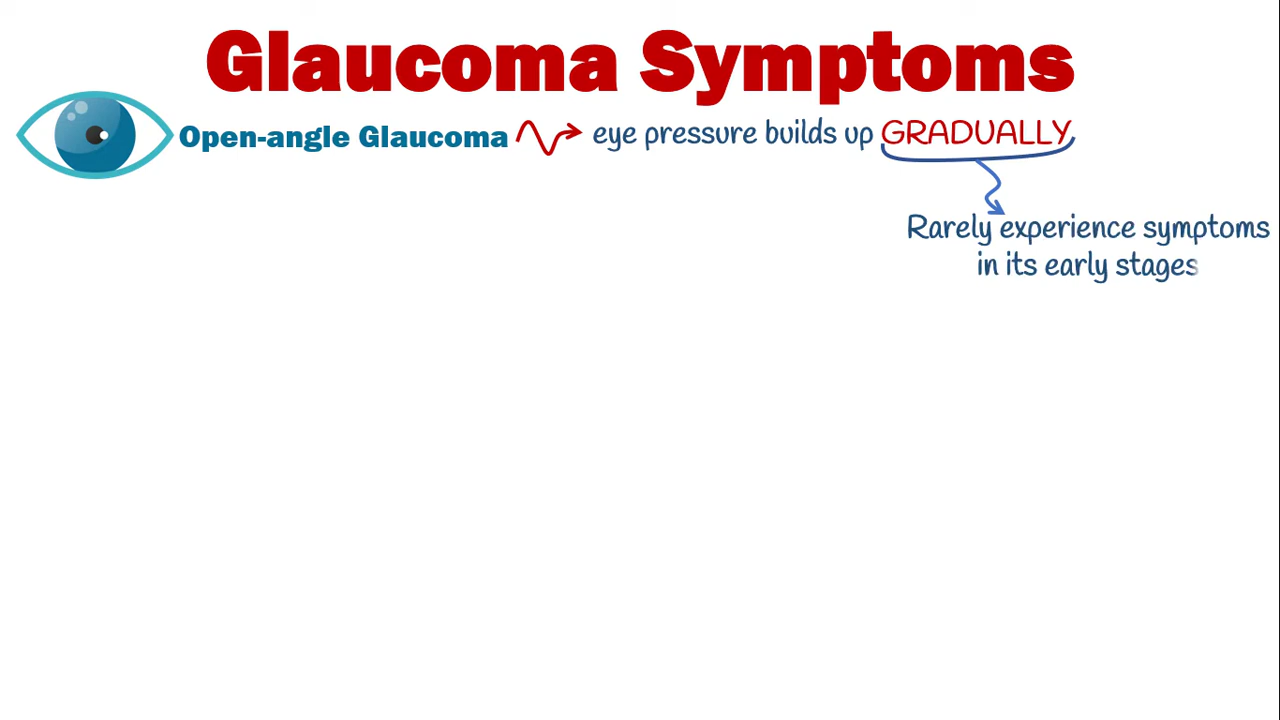 Glaucoma Symptoms
Open-angle Glaucoma eye pressure builds up GRADUALLY
Rarely experience symptoms
in its early stages